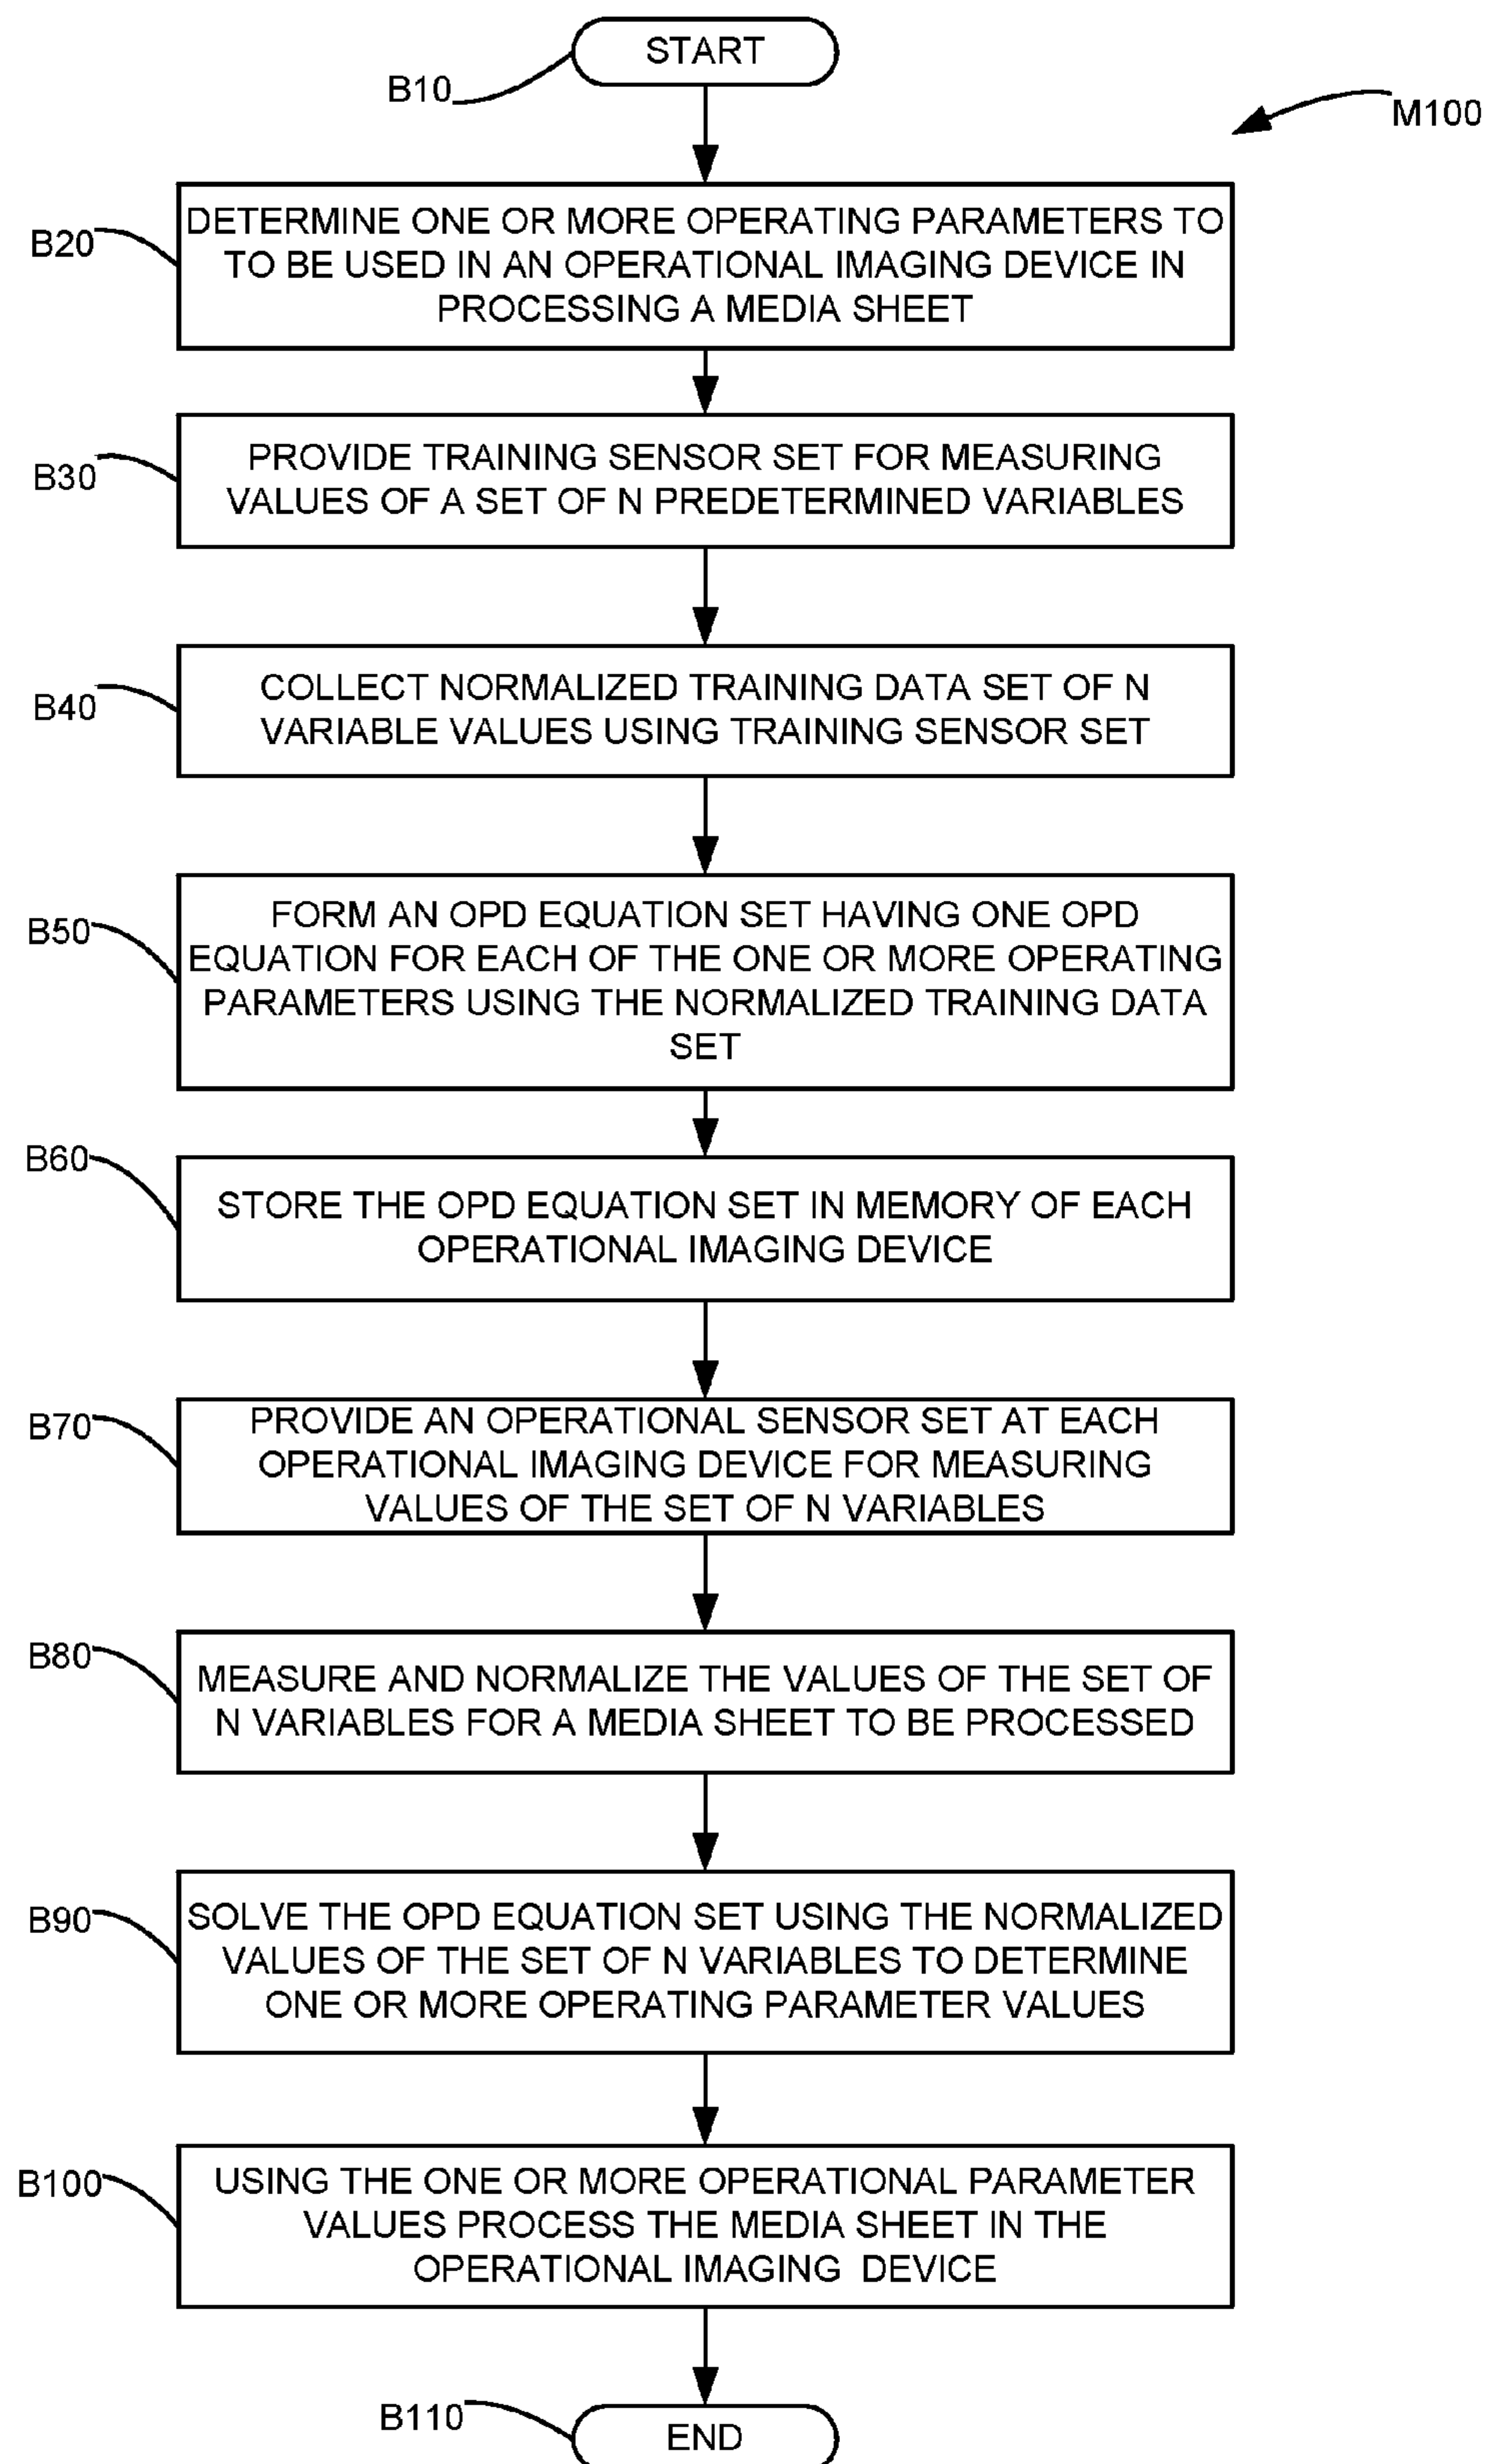 START
B10
M100
B20
DETERMINE ONE OR MORE OPERATING PARAMETERS TO
TO BE USED IN AN OPERATIONAL IMAGING DEVICE IN
PROCESSING A MEDIA SHEET
B30
PROVIDE TRAINING SENSOR SET FOR MEASURING
VALUES OF A SET OF N PREDETERMINED VARIABLES
B40
COLLECT NORMALIZED TRAINING DATA SET OF N
VARIABLE VALUES USING TRAINING SENSOR SET
B50
FORM AN OPD EQUATION SET HAVING ONE OPD
EQUATION FOR EACH OF THE ONE OR MORE OPERATING
PARAMETERS USING THE NORMALIZED TRAINING DATA
SET
B60
STORE THE OPD EQUATION SET IN MEMORY OF EACH
OPERATIONAL IMAGING DEVICE
B70
PROVIDE AN OPERATIONAL SENSOR SET AT EACH
OPERATIONAL IMAGING DEVICE FOR MEASURING
VALUES OF THE SET OF N VARIABLES
B80
MEASURE AND NORMALIZE THE VALUES OF THE SET OF
N VARIABLES FOR A MEDIA SHEET TO BE PROCESSED
B90
SOLVE THE OPD EQUATION SET USING THE NORMALIZED
VALUES OF THE SET OF N VARIABLES TO DETERMINE
ONE OR MORE OPERATING PARAMETER VALUES
B100
USING THE ONE OR MORE OPERATIONAL PARAMETER
VALUES PROCESS THE MEDIA SHEET IN THE
OPERATIONAL IMAGING DEVICE
B110
END